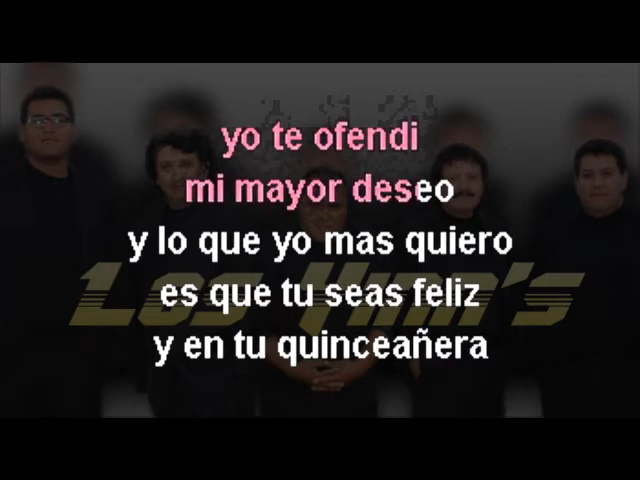 yo te ofendi
mi mayor deseo
y lo que yo mas quiero
es que tu seas feliz
Los Yiim's
y en tu quinceañera